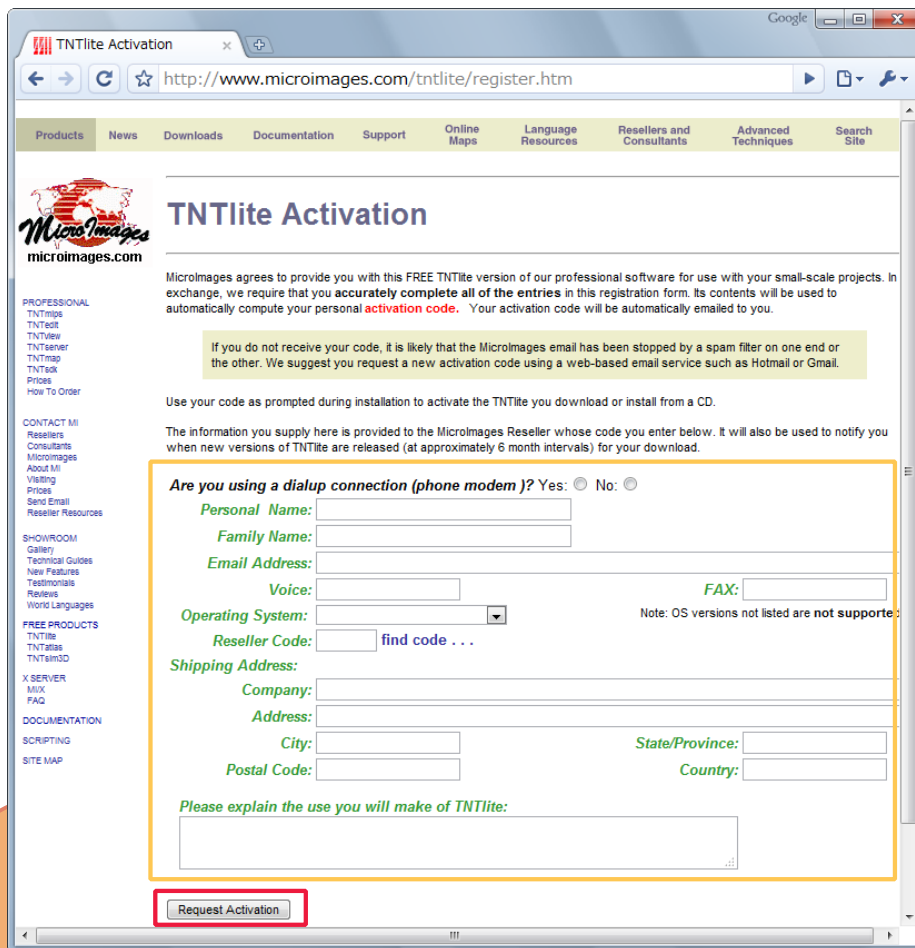 Google
TNTlite Activation
http://www.microimages.com/tntlite/register.htm
Products News Downloads Documentation Support Online Maps Language Resources Resellers and Consultants Advanced Techniques Search Site
MicroImages
microimages.com
TNTlite Activation
MicroImages agrees to provide you with this FREE TNTlite version of our professional software for use with your small-scale projects. In
exchange, we require that you accurately complete all of the entries in this registration form. Its contents will be used to
automatically compute your personal activation code. Your activation code will be automatically emailed to you.
If you do not receive your code, it is likely that the MicroImages email has been stopped by a spam filter on one end or
the other. We suggest you request a new activation code using a web-based email service such as Hotmail or Gmail.
Use your code as prompted during installation to activate the TNTlite you download or install from a CD.
The information you supply here is provided to the MicroImages Reseller whose code you enter below. It will also be used to notify you
when new versions of TNTlite are released (at approximately 6 month intervals) for your download.
PROFESSIONAL
TNTmips
TNTedit
TNTview
TNTserver
TNTmap
TNTsdk
Prices
How To Order
CONTACT MI
Resellers
Consultants
MicroImages
About MI
Visiting
Prices
Send Email
Reseller Resources
SHOWROOM
Gallery
Technical Guides
New Features
Testimonials
Reviews
World Languages
FREE PRODUCTS
TNTlite
TNTatlas
TNTsim3D
X SERVER
MI/X
FAQ
DOCUMENTATION
SCRIPTING
SITE MAP
Are you using a dialup connection (phone modem )? Yes: No:
Personal Name:
Family Name:
Email Address:
Voice: FAX:
Operating System: Note: OS versions not listed are not supported
Reseller Code: find code . . .
Shipping Address:
Company:
Address:
City: State/Province:
Postal Code: Country:
Please explain the use you will make of TNTlite:
Request Activation